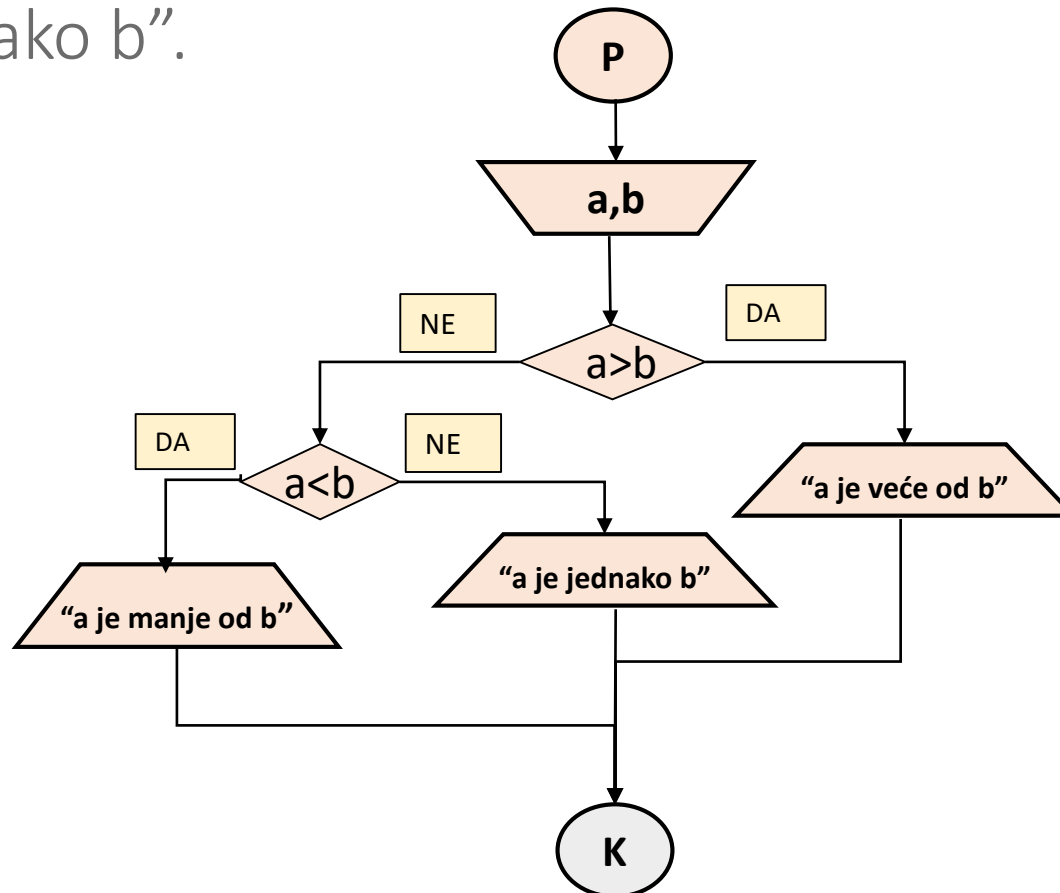 ako b”.
P
a,b
NE
DA
a>b
DA
NE
a<b
“a je veće od b”
“a je jednako b”
“a je manje od b”
K